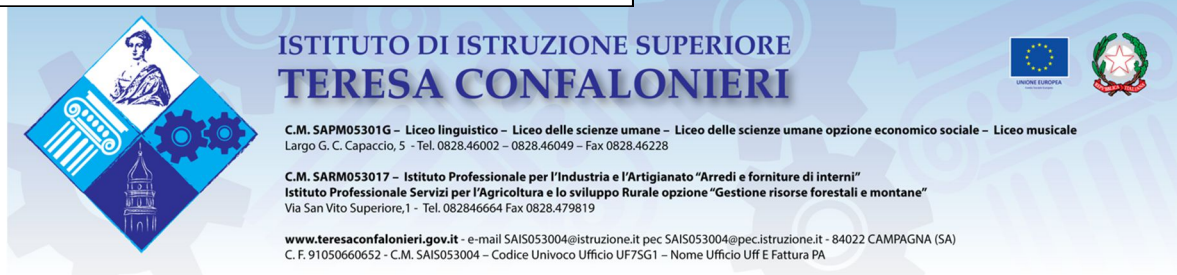 ISTITUTO DI ISTRUZIONE SUPERIORE
TERESA CONFALONIERI
UNIONE EUROPEA
C.M. SAPM05301G – Liceo linguistico – Liceo delle scienze umane – Liceo delle scienze umane opzione economico sociale – Liceo musicale
Largo G. C. Capaccio, 5 - Tel. 0828.46002 – 0828.46049 – Fax 0828.46228
C.M. SARM053017 – Istituto Professionale per l’Industria e l’Artigianato “Arredi e forniture di interni”
Istituto Professionale Servizi per l’Agricoltura e lo sviluppo Rurale opzione “Gestione risorse forestali e montane”
Via San Vito Superiore,1 - Tel. 082846664 Fax 0828.479819
www.teresaconfalonieri.gov.it - e-mail SAIS053004@istruzione.it pec SAIS053004@pec.istruzione.it - 84022 CAMPAGNA (SA)
C. F. 91050660652 - C.M. SAIS053004 – Codice Univoco Ufficio UF7SG1 – Nome Ufficio Uff E Fattura PA